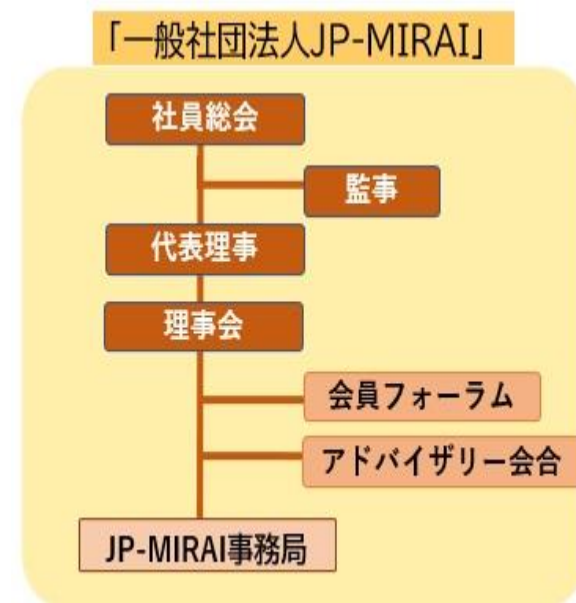 「一般社団法人JP-MIRAI」
社員総会
監事
代表理事
理事会
会員フォーラム
アドバイザリー会合
JP-MIRAI事務局